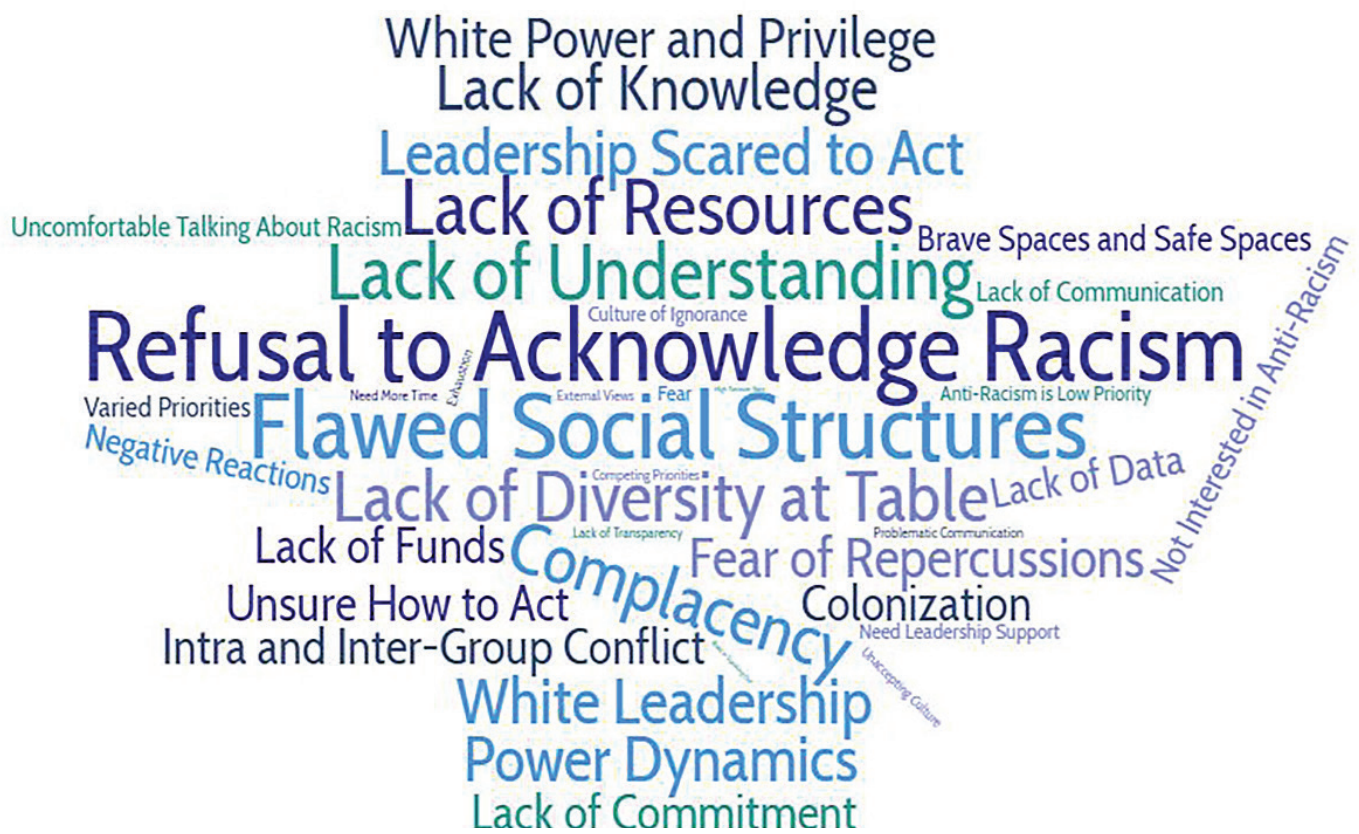 White Power and Privilege
Lack of Knowledge
Leadership Scared to Act
Lack of Resources
Uncomfortable Talking About Racism
Brave Spaces and Safe Spaces
Lack of Understanding
Lack of Communication
Culture of Ignorance
Refusal to Acknowledge Racism
Exhaustion
Need More Time
External Views
Fear
Anti-Racism is Low Priority
Varied Priorities
Flawed Social Structures
Negative Reactions
Competing Priorities
Lack of Diversity at Table
Lack of Data
Not Interested in Anti-Racism
Lack of Transparency
Problematic Communication
Lack of Funds
Complacency
Fear of Repercussions
Unsure How to Act
Colonization
Need Leadership Support
Intra and Inter-Group Conflict
Unaccepting Culture
White Leadership
Power Dynamics
Lack of Commitment